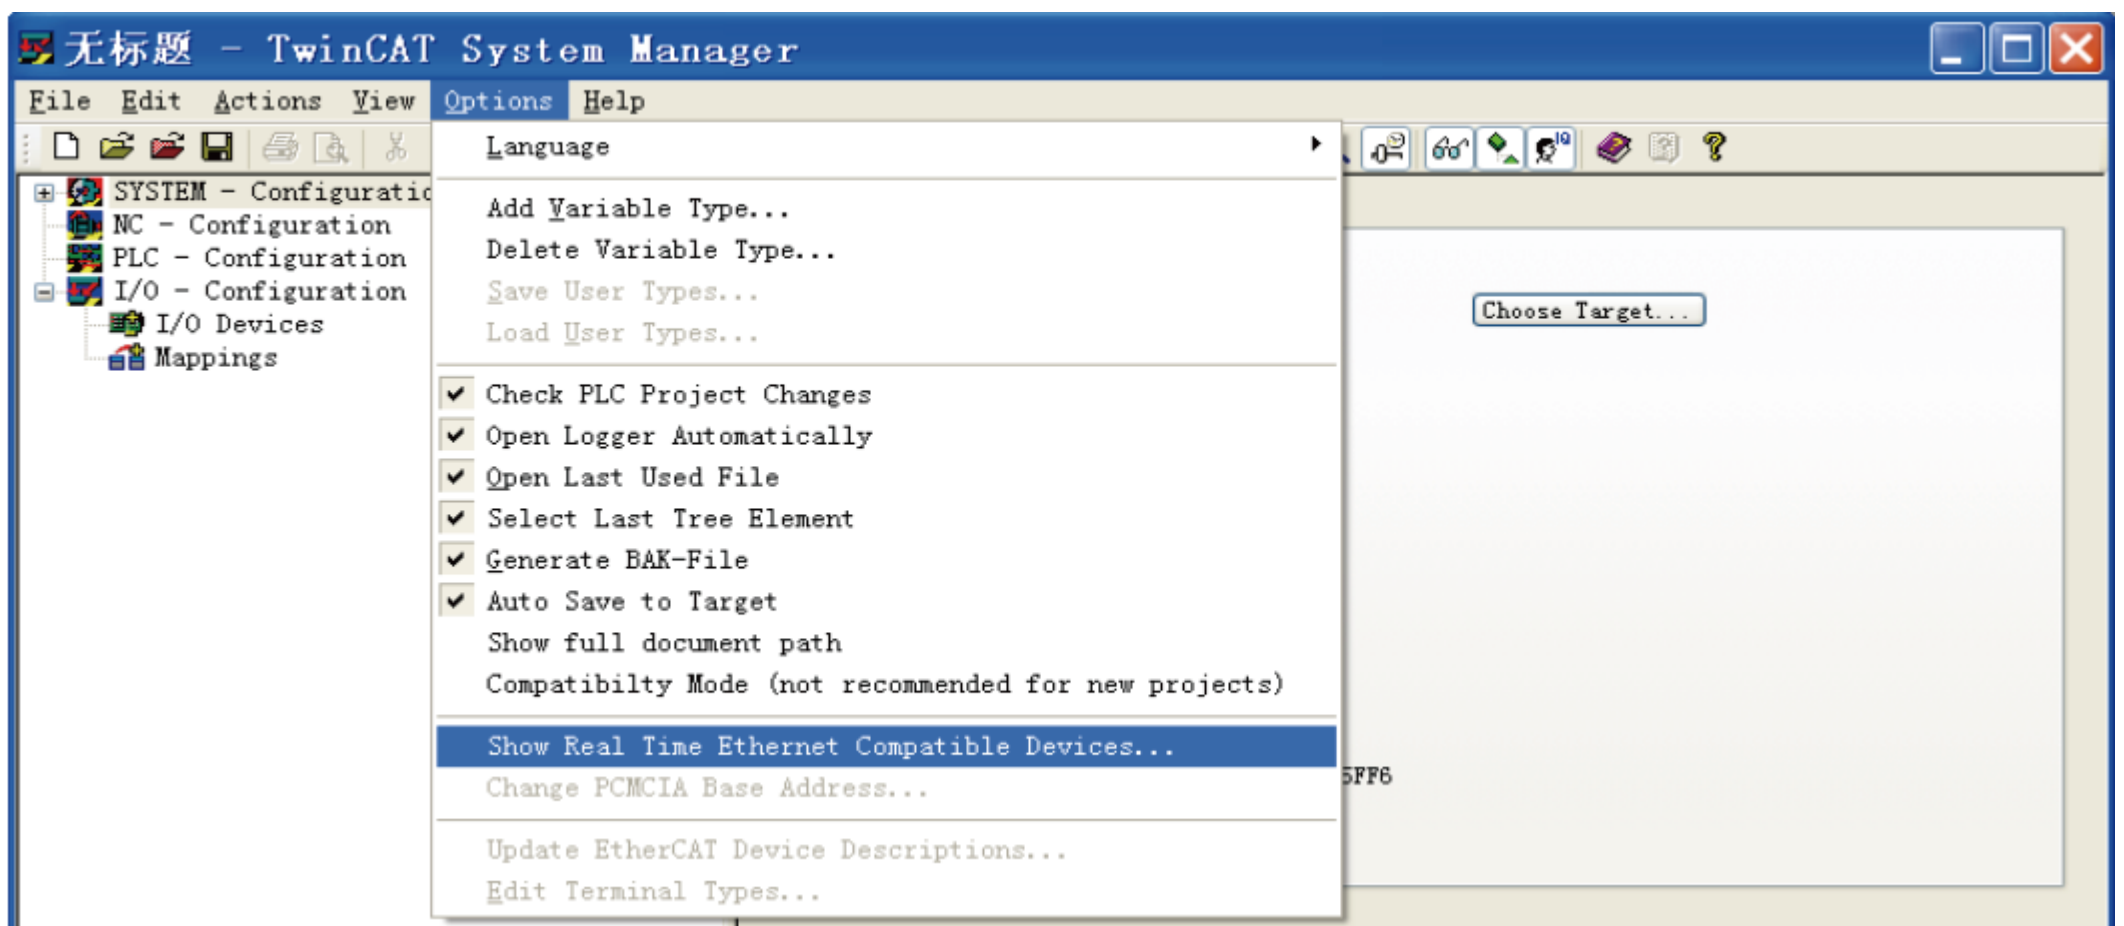 无标题 - TwinCAT System Manager
File Edit Actions View Options Help
Language
SYSTEM - Configuratio
NC - Configuration
PLC - Configuration
I/O - Configuration
I/O Devices
Mappings
Add Variable Type...
Delete Variable Type...
Save User Types...
Load User Types...
Check PLC Project Changes
Open Logger Automatically
Open Last Used File
Select Last Tree Element
Generate BAK-File
Auto Save to Target
Show full document path
Compatibilty Mode (not recommended for new projects)
Show Real Time Ethernet Compatible Devices...
Change PCMCIA Base Address...
Update EtherCAT Device Descriptions...
Edit Terminal Types...
Choose Target...
5FF6